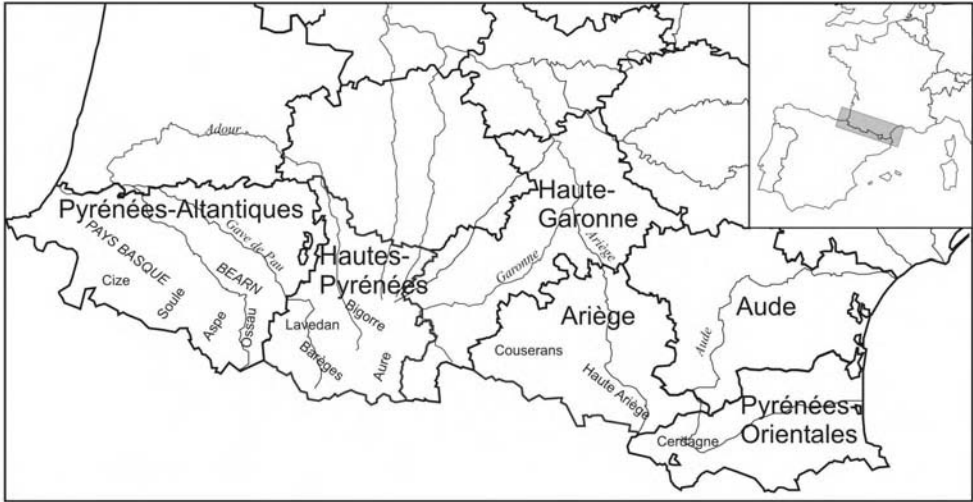 Adour
Pyrénées-Altantiques
Haute-
Garonne
PAYS BASQUE
Gave de Pau
Hautes-
Pyrénées
Ariège
Garonne
Cize
Soule
BEARN
Aspe
Ossau
Lavedan
Bigorre
Barèges
Aure
Ariège
Couserans
Haute Ariège
Aude
Aude
Pyrénées-
Orientales
Cerdagne